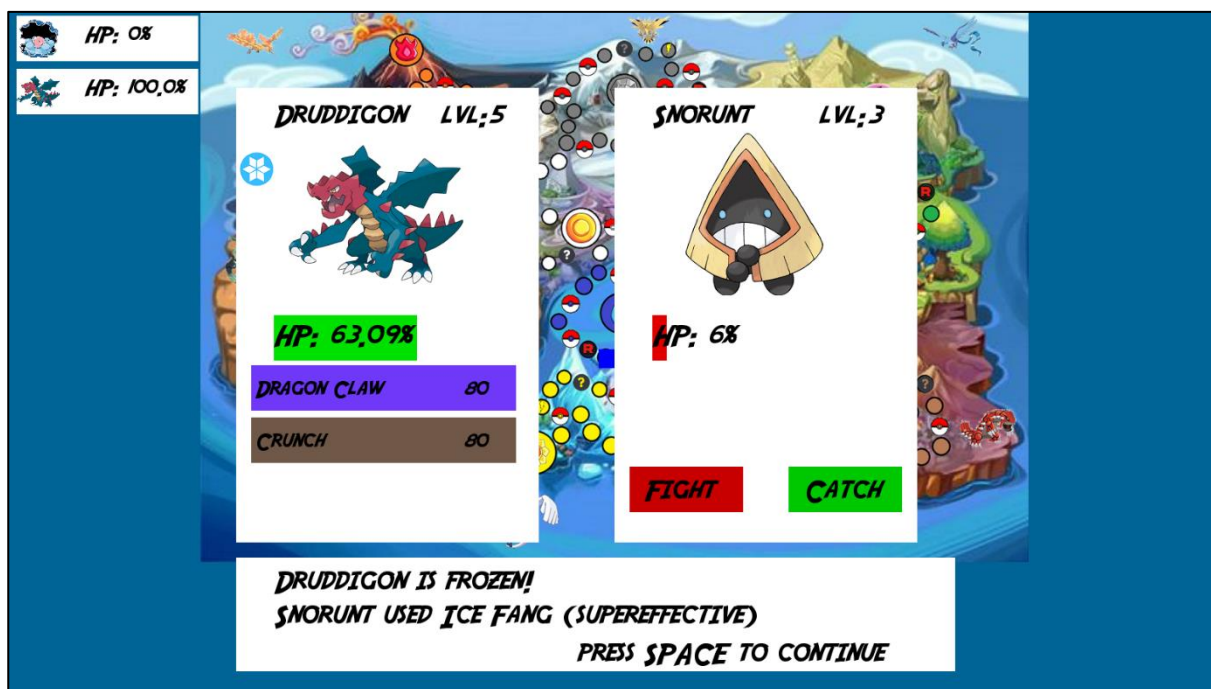 HP: 0%
HP: 100.0%
Druddigon LVL:5
HP: 63.09%
Dragon Claw 80
Crunch 80
Snorunt LVL:3
HP: 6%
Fight Catch
Druddigon is frozen!
Snorunt used Ice Fang (supereffective)
press SPACE to continue